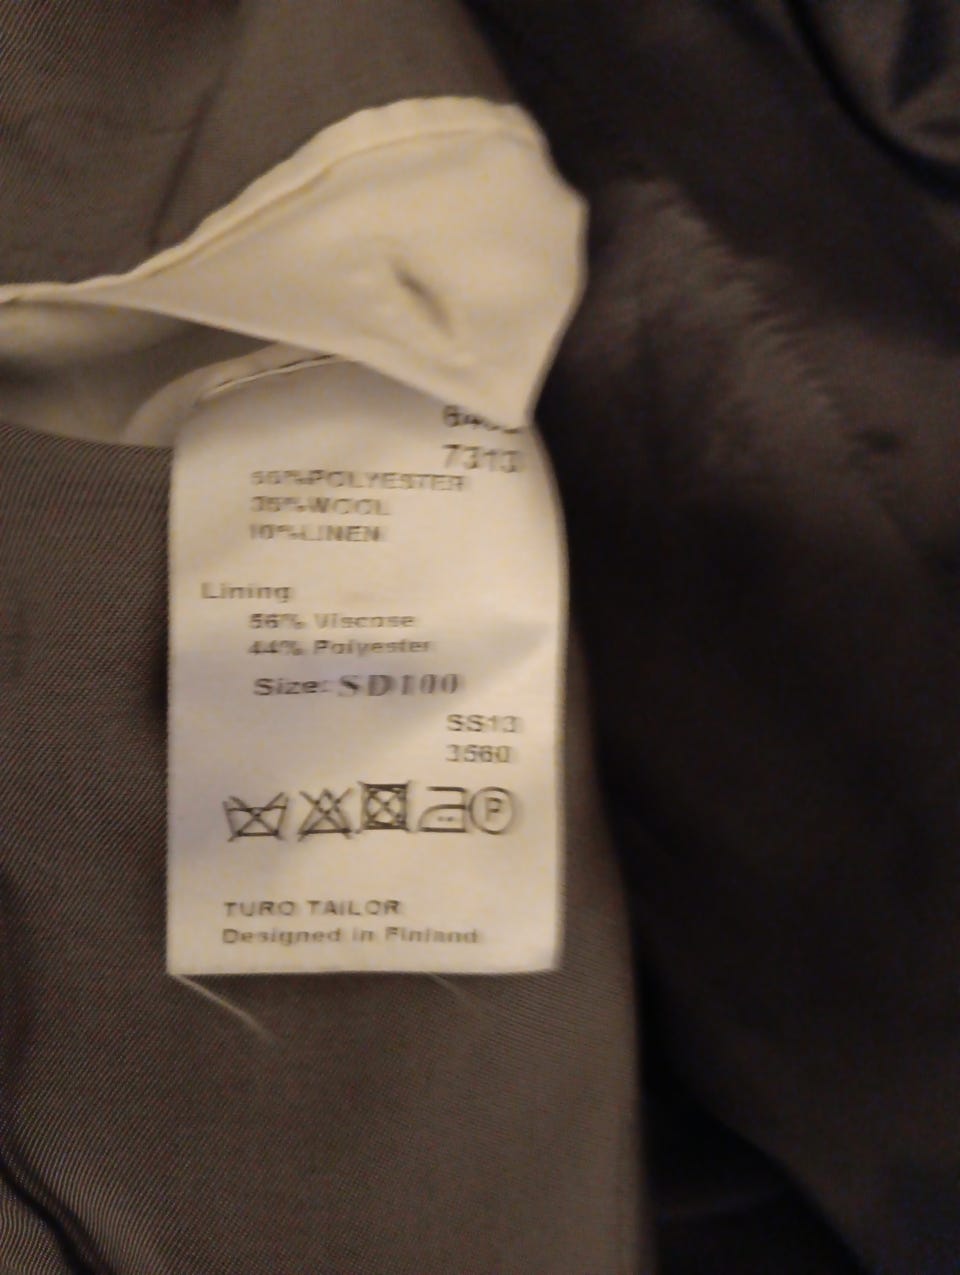 7313
55%POLYESTER
35%WOOL
10%LINEN
Lining
56% Viscose
44% Polyester
Size: SD100
SS13
3560
P
TURO TAILOR
Designed in Finland